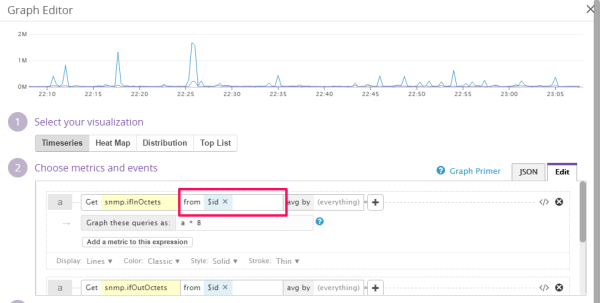 Graph Editor ×
2M
1M
0M
22:10 22:15 22:20 22:25 22:30 22:35 22:40 22:45 22:50 22:55 23:00 23:05
1 Select your visualization
Timeseries Heat Map Distribution Top List
2 Choose metrics and events
? Graph Primer JSON Edit
a Get snmp.ifInOctets from $id × avg by (everything) + </> ×
→ Graph these queries as: a * 8 ?
Add a metric to this expression
Display: Lines ▼ Color: Classic ▼ Style: Solid ▼ Stroke: Thin ▼
a Get snmp.ifOutOctets from $id × avg by (everything) + </> ×